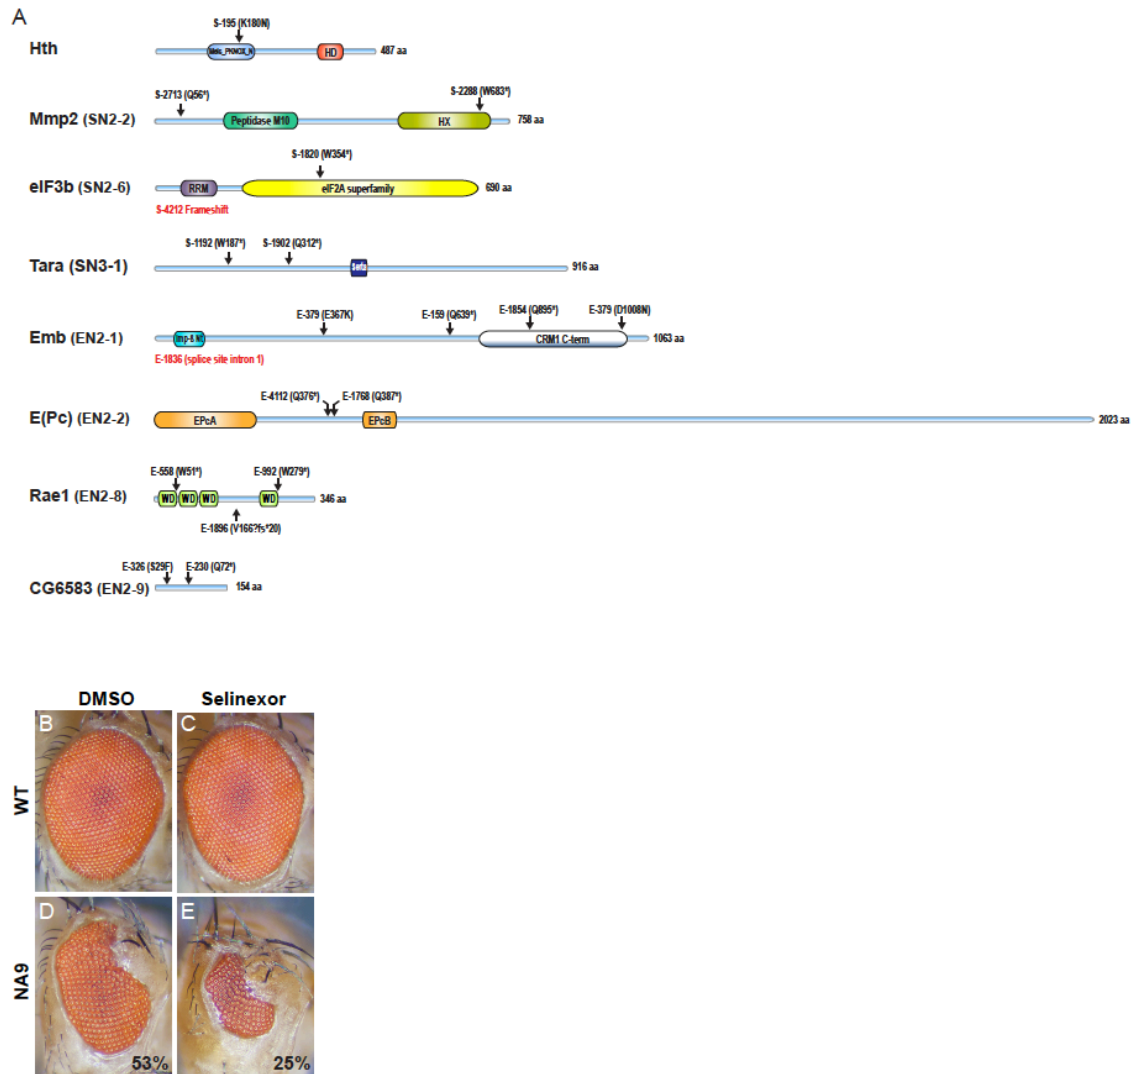 A
S-195 (K180N)
Hth
Meis_PKNOX_N
HD
487 aa
S-2713 (Q56*)
S-2288 (W683*)
Mmp2 (SN2-2)
Peptidase M10
HX
758 aa
S-1820 (W354*)
eIF3b (SN2-6)
RRM
eIF2A superfamily
690 aa
S-4212 Frameshift
S-1192 (W187*)
S-1902 (Q312*)
Tara (SN3-1)
916 aa
E-379 (E367K)
E-159 (Q639*)
E-1854 (Q895*)
E-379 (D1008N)
Emb (EN2-1)
Imp-B Nt
CRM1 C-term
1063 aa
E-1836 (splice site intron 1)
E-4112 (Q376*)
E-1768 (Q387*)
E(Pc) (EN2-2)
EPcA
EPcB
2023 aa
E-558 (W51*)
E-992 (W279*)
Rae1 (EN2-8)
WD
WD
WD
WD
346 aa
E-1896 (V166?fs*20)
E-326 (S29F)
E-230 (Q72*)
CG6583 (EN2-9)
154 aa
DMSO
Selinexor
WT
B
C
NA9
D
E
53%
25%